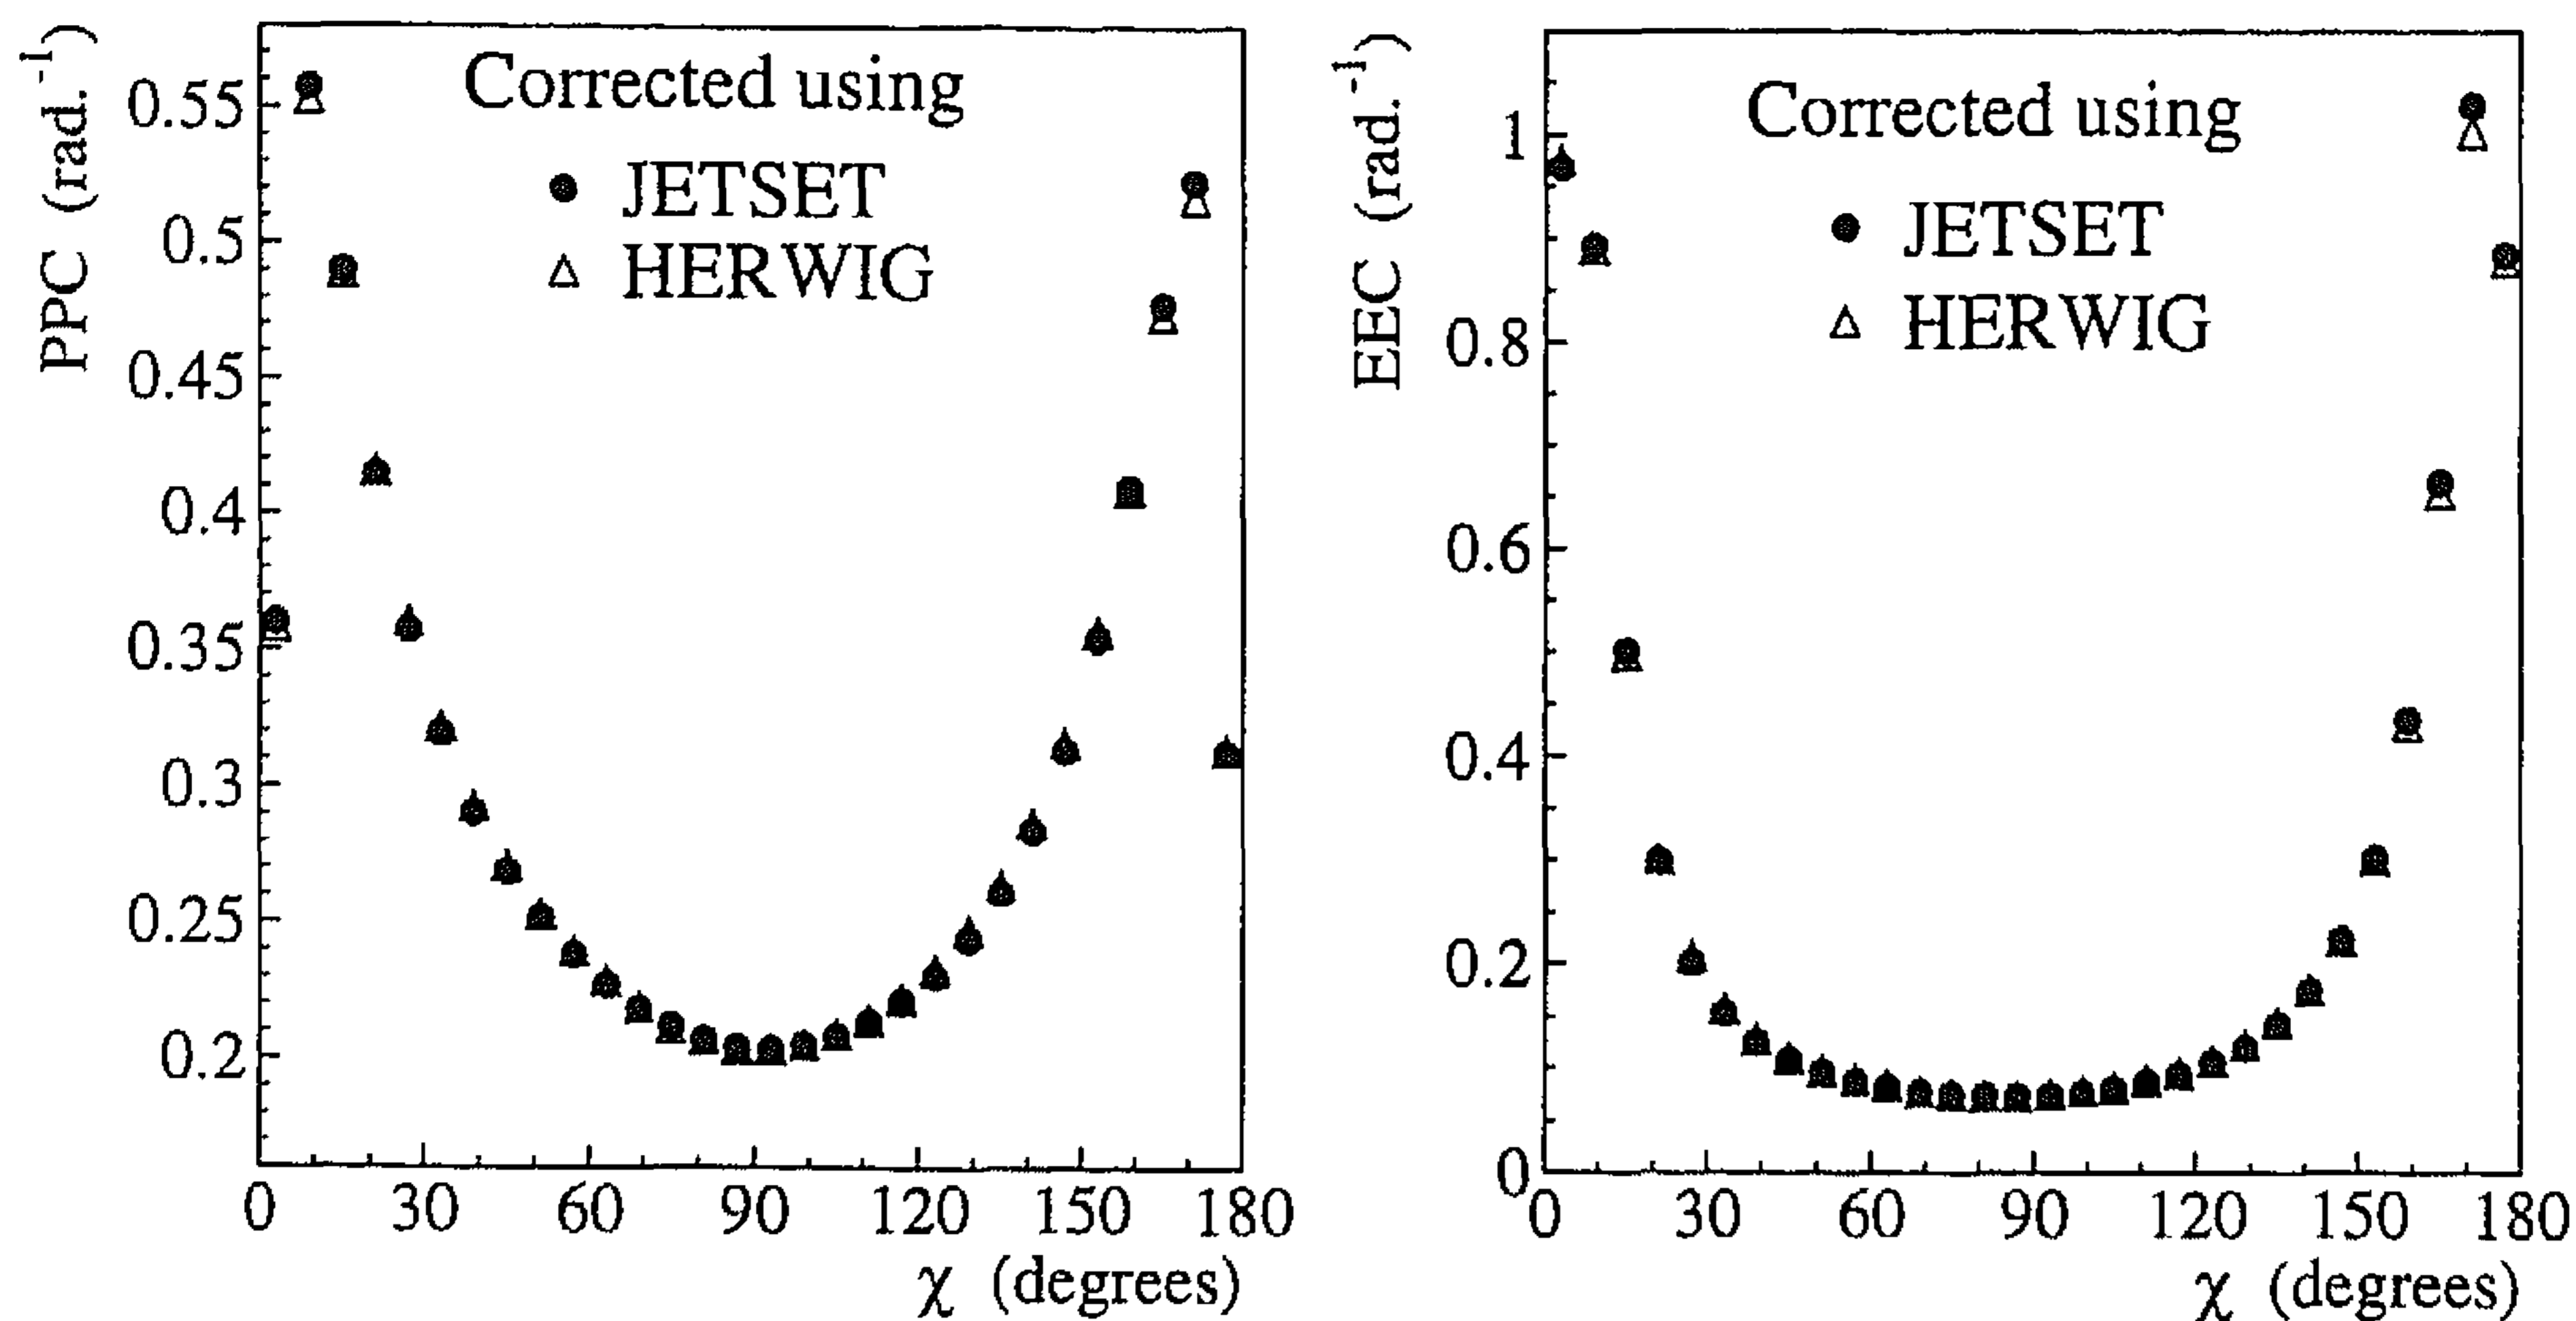 PPC (rad.⁻¹)
Corrected using
JETSET
HERWIG
0.55
0.5
0.45
0.4
0.35
0.3
0.25
0.2
0 30 60 90 120 150 180
χ (degrees)
EEC (rad.⁻¹)
Corrected using
JETSET
HERWIG
1
0.8
0.6
0.4
0.2
0
0 30 60 90 120 150 180
χ (degrees)